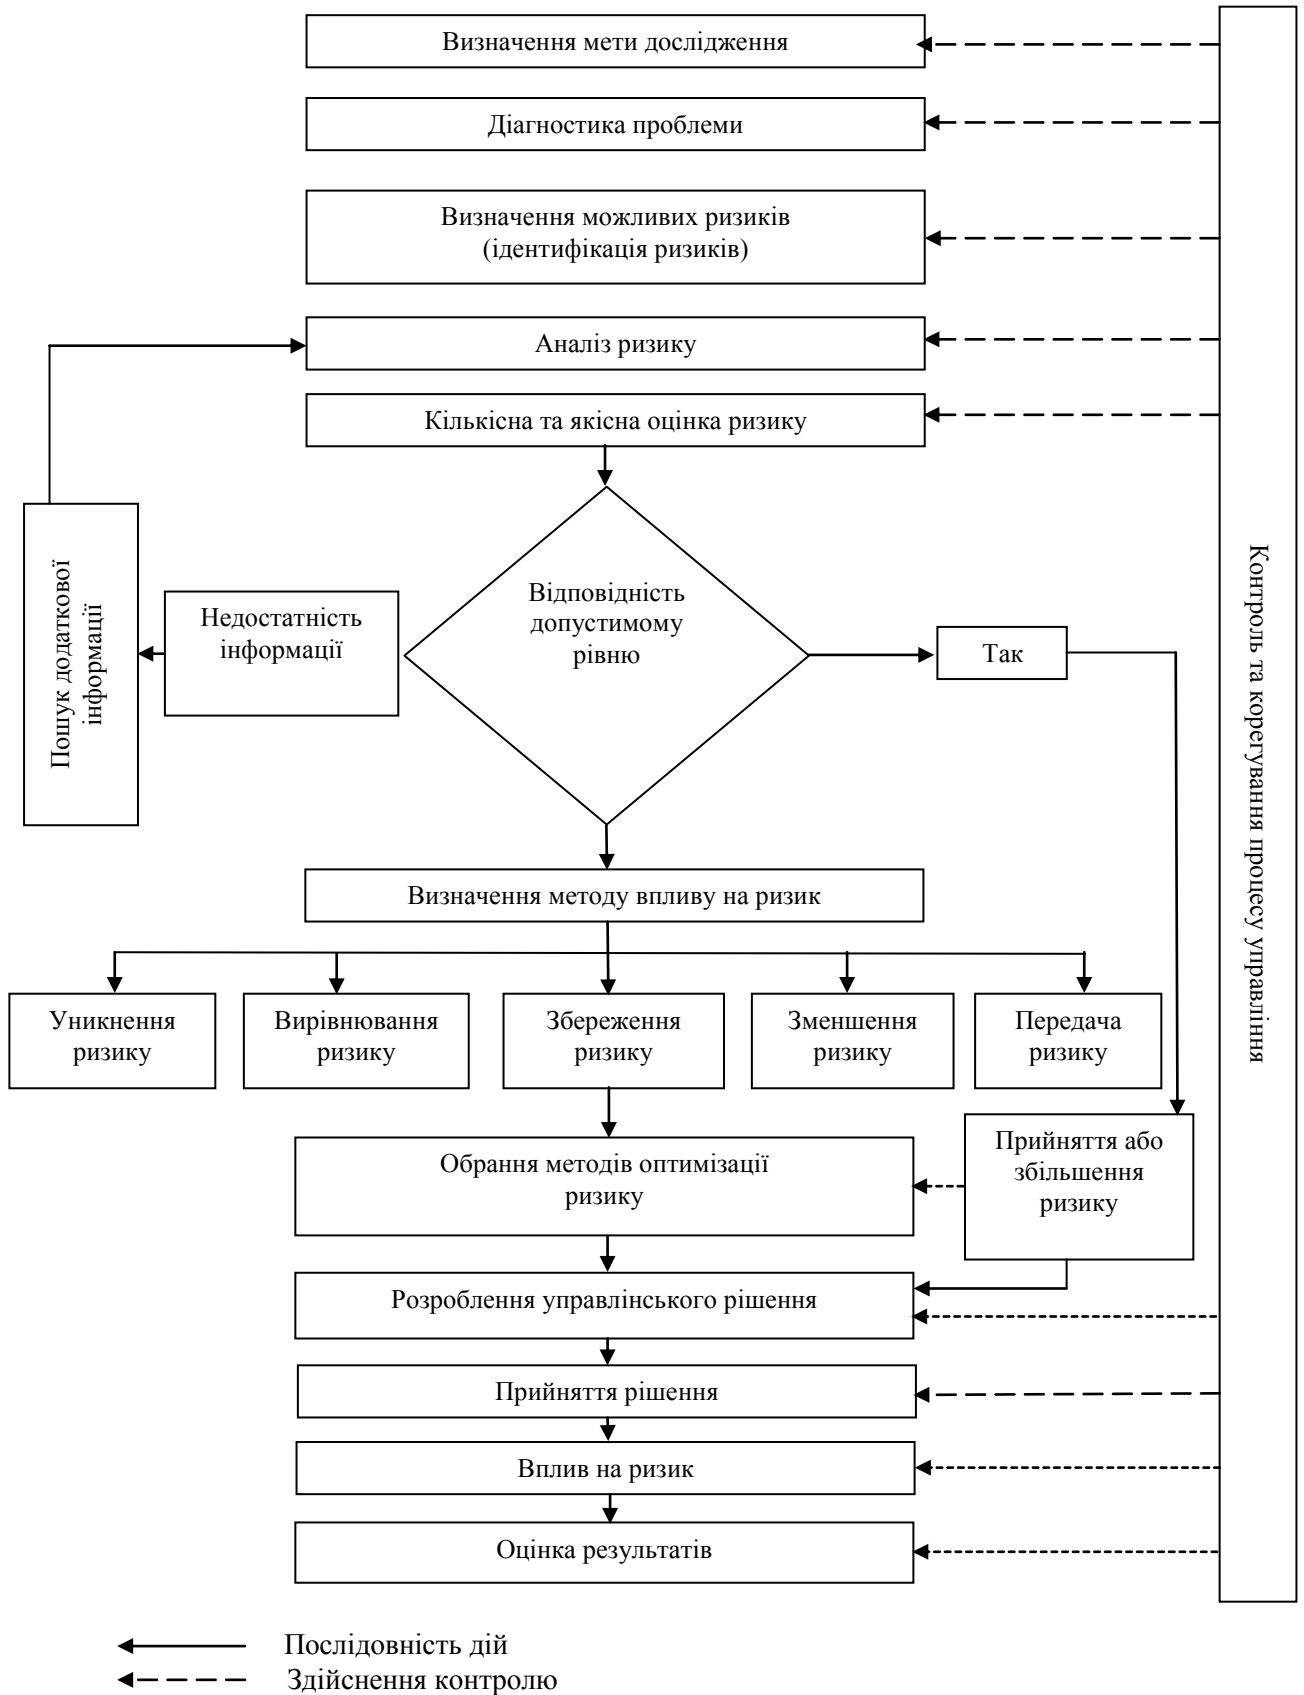 Визначення мети дослідження
Діагностика проблеми
Визначення можливих ризиків
(ідентифікація ризиків)
Аналіз ризику
Кількісна та якісна оцінка ризику
Пошук додаткової
інформації
Недостатність
інформації
Відповідність
допустимому
рівню
Так
Контроль та корегування процесу управління
Визначення методу впливу на ризик
Уникнення
ризику
Вирівнювання
ризику
Збереження
ризику
Зменшення
ризику
Передача
ризику
Обрання методів оптимізації
ризику
Прийняття або
збільшення
ризику
Розроблення управлінського рішення
Прийняття рішення
Вплив на ризик
Оцінка результатів
Послідовність дій
Здійснення контролю